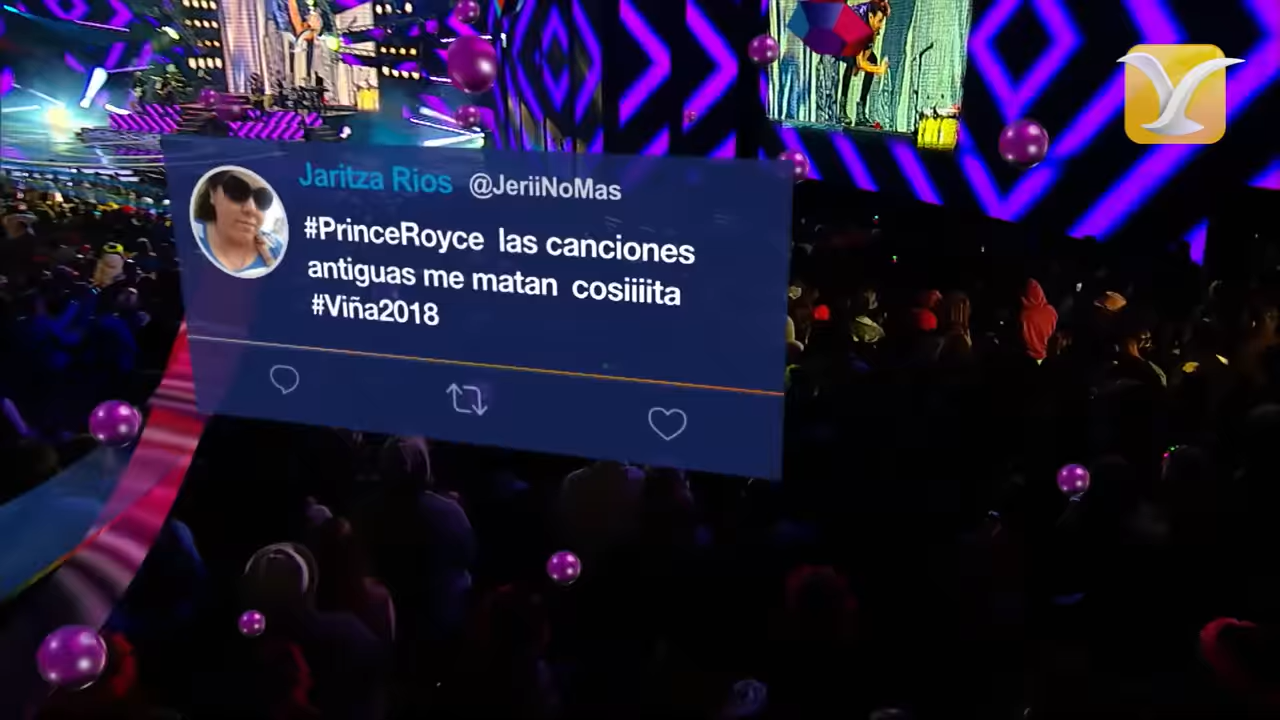 Jaritza Rios @JeriiNoMas
#PrinceRoyce las canciones
antiguas me matan cosiiiita
#Viña2018